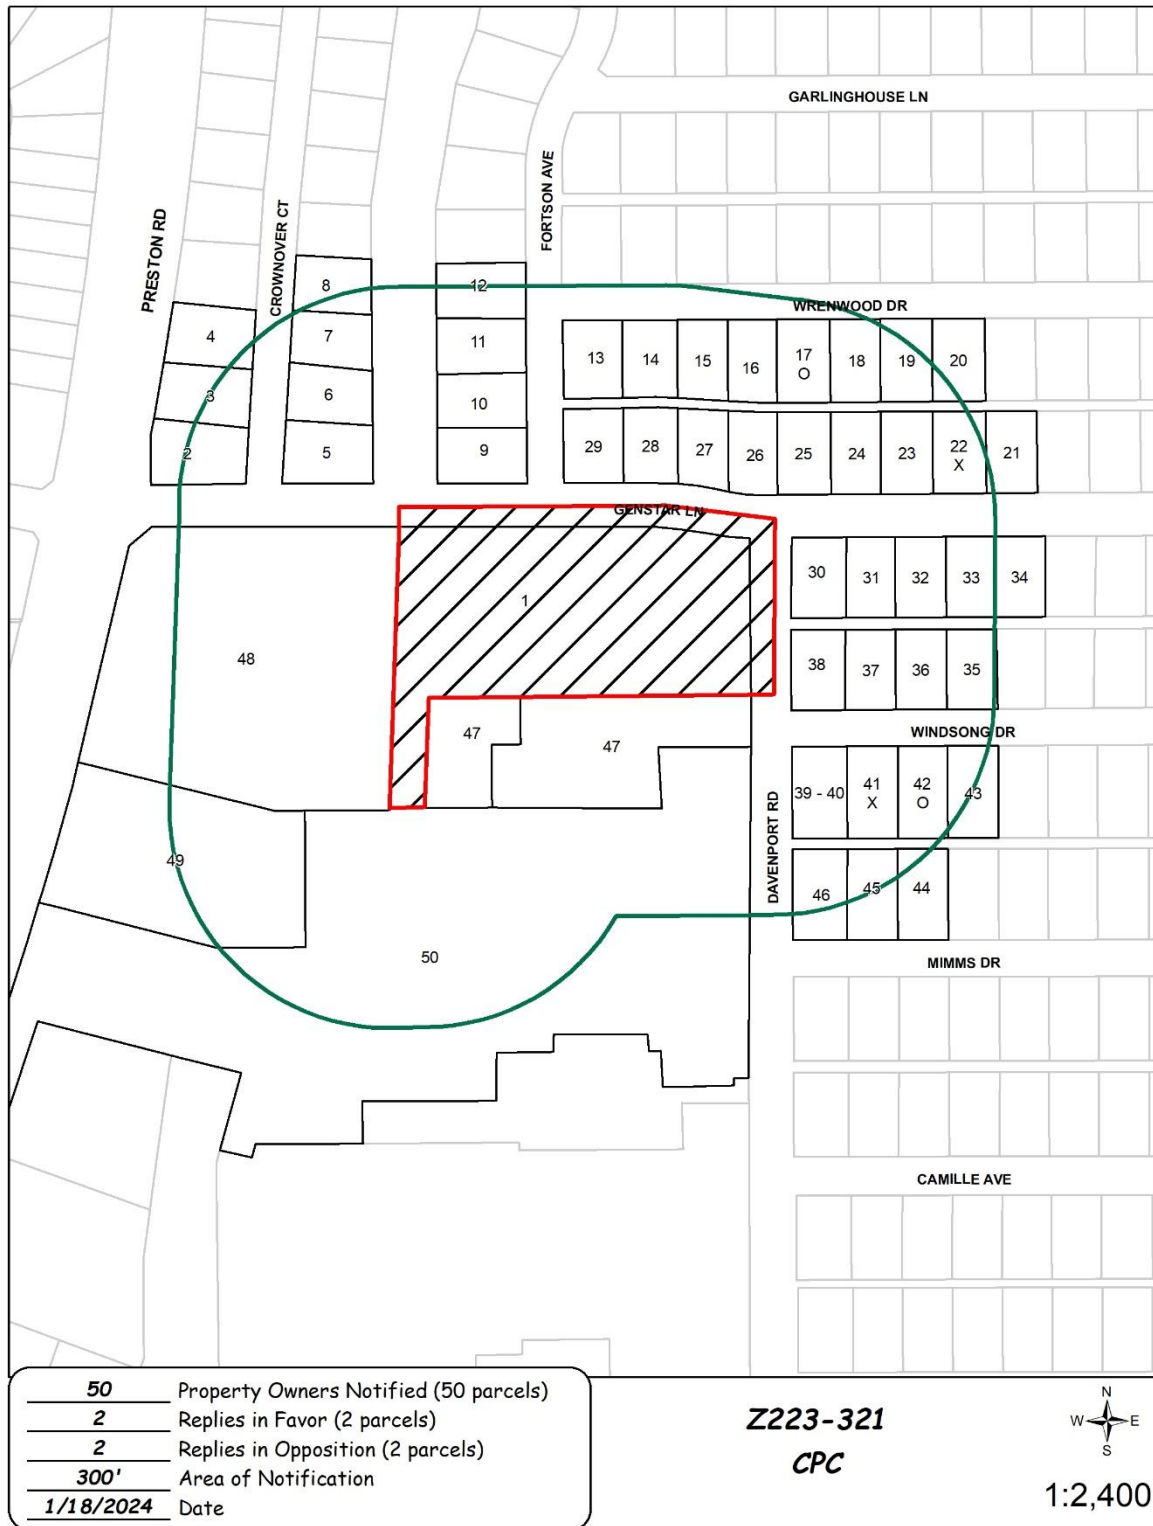 GARLINGHOUSE LN
FORTSON AVE
CROWNOVER CT
PRESTON RD
8
12
WRENWOOD DR
4
7
11
13
14
15
16
17
O
18
19
20
3
6
10
2
5
9
29
28
27
26
25
24
23
22
X
21
GENSTAR LN
1
30
31
32
33
34
48
38
37
36
35
47
47
WINDSONG DR
39 - 40
41
X
42
O
43
DAVENPORT RD
49
46
45
44
50
MIMMS DR
CAMILLE AVE
50 Property Owners Notified (50 parcels)
2 Replies in Favor (2 parcels)
2 Replies in Opposition (2 parcels)
300' Area of Notification
1/18/2024 Date
Z223-321
CPC
N
W E
S
1:2,400